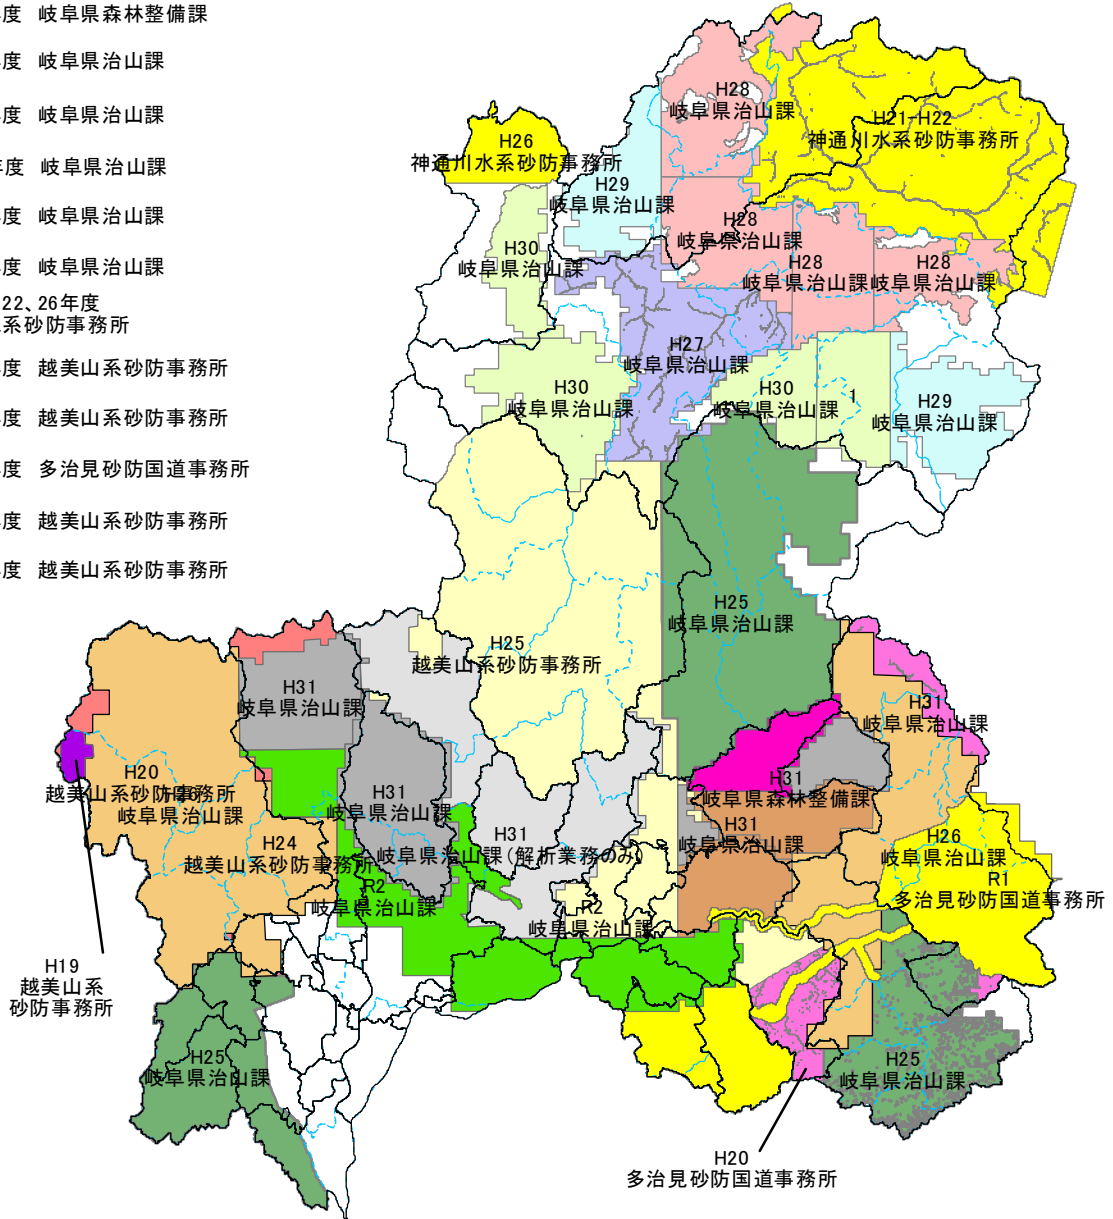 度 岐阜県森林整備課
度 岐阜県治山課
度 岐阜県治山課
年度 岐阜県治山課
度 岐阜県治山課
度 岐阜県治山課
22、26年度
系砂防事務所
度 越美山系砂防事務所
度 越美山系砂防事務所
度 多治見砂防国道事務所
度 越美山系砂防事務所
度 越美山系砂防事務所
H28
岐阜県治山課
H21-H22
神通川水系砂防事務所
H26
神通川水系砂防事務所
H29
岐阜県治山課
H28
岐阜県治山課
H30
岐阜県治山課
H28
岐阜県治山課
H28
岐阜県治山課
H27
岐阜県治山課
H30
岐阜県治山課
H30
岐阜県治山課
1
H29
岐阜県治山課
H25
岐阜県治山課
H25
越美山系砂防事務所
H31
岐阜県治山課
H31
岐阜県治山課
H20
越美山系砂防事務所
岐阜県治山課
H31
岐阜県治山課
H31
岐阜県森林整備課
H31
岐阜県治山課
H31
岐阜県治山課(解析業務のみ)
H24
越美山系砂防事務所
H26
岐阜県治山課
R1
多治見砂防国道事務所
R2
岐阜県治山課
R2
岐阜県治山課
H19
越美山系
砂防事務所
H25
岐阜県治山課
H25
岐阜県治山課
H20
多治見砂防国道事務所